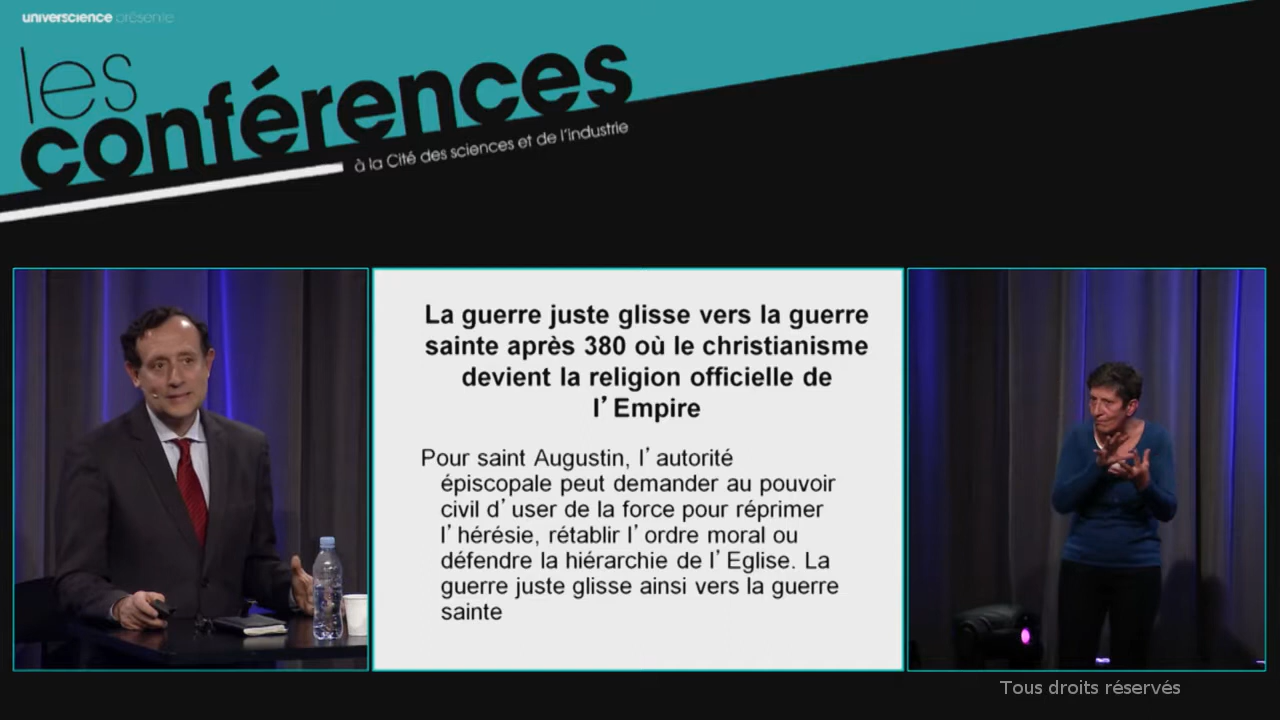 universcience présente
les
conférences
à la Cité des sciences et de l'industrie
La guerre juste glisse vers la guerre
sainte après 380 où le christianisme
devient la religion officielle de
l’Empire
Pour saint Augustin, l’autorité
épiscopale peut demander au pouvoir
civil d’user de la force pour réprimer
l’hérésie, rétablir l’ordre moral ou
défendre la hiérarchie de l’Eglise. La
guerre juste glisse ainsi vers la guerre
sainte
Tous droits réservés